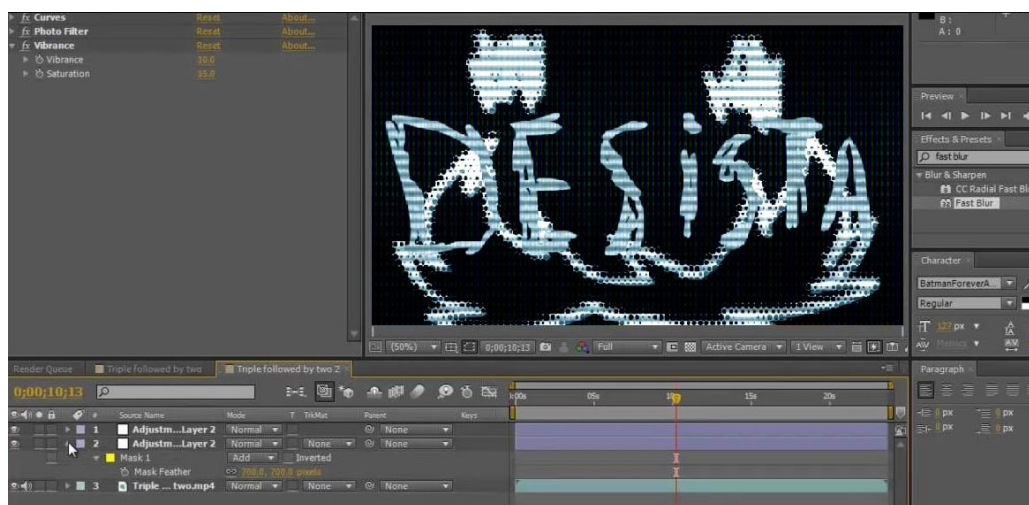 fx Curves Reset About...
fx Photo Filter Reset About...
fx Vibrance Reset About...
Vibrance 30.0
Saturation 35.0
B :
A : 0
Preview
Effects & Presets
fast blur
Blur & Sharpen
CC Radial Fast Bl
Fast Blur
Character
BatmanForeverA...
Regular
127 px
Metrics
(50%) 0;00;10;13 Full Active Camera 1 View
Render Queue Triple followed by two Triple followed by two 2
Paragraph
0;00;10;13
:00s 05s 10s 15s 20s
# Source Name Mode T TrkMat Parent Keys
1 Adjustm...Layer 2 Normal None
2 Adjustm...Layer 2 Normal None None
Mask 1 Add Inverted
Mask Feather 700.0, 700.0 pixels
3 Triple ... two.mp4 Normal None None
0 px 0 px
0 px 0 px